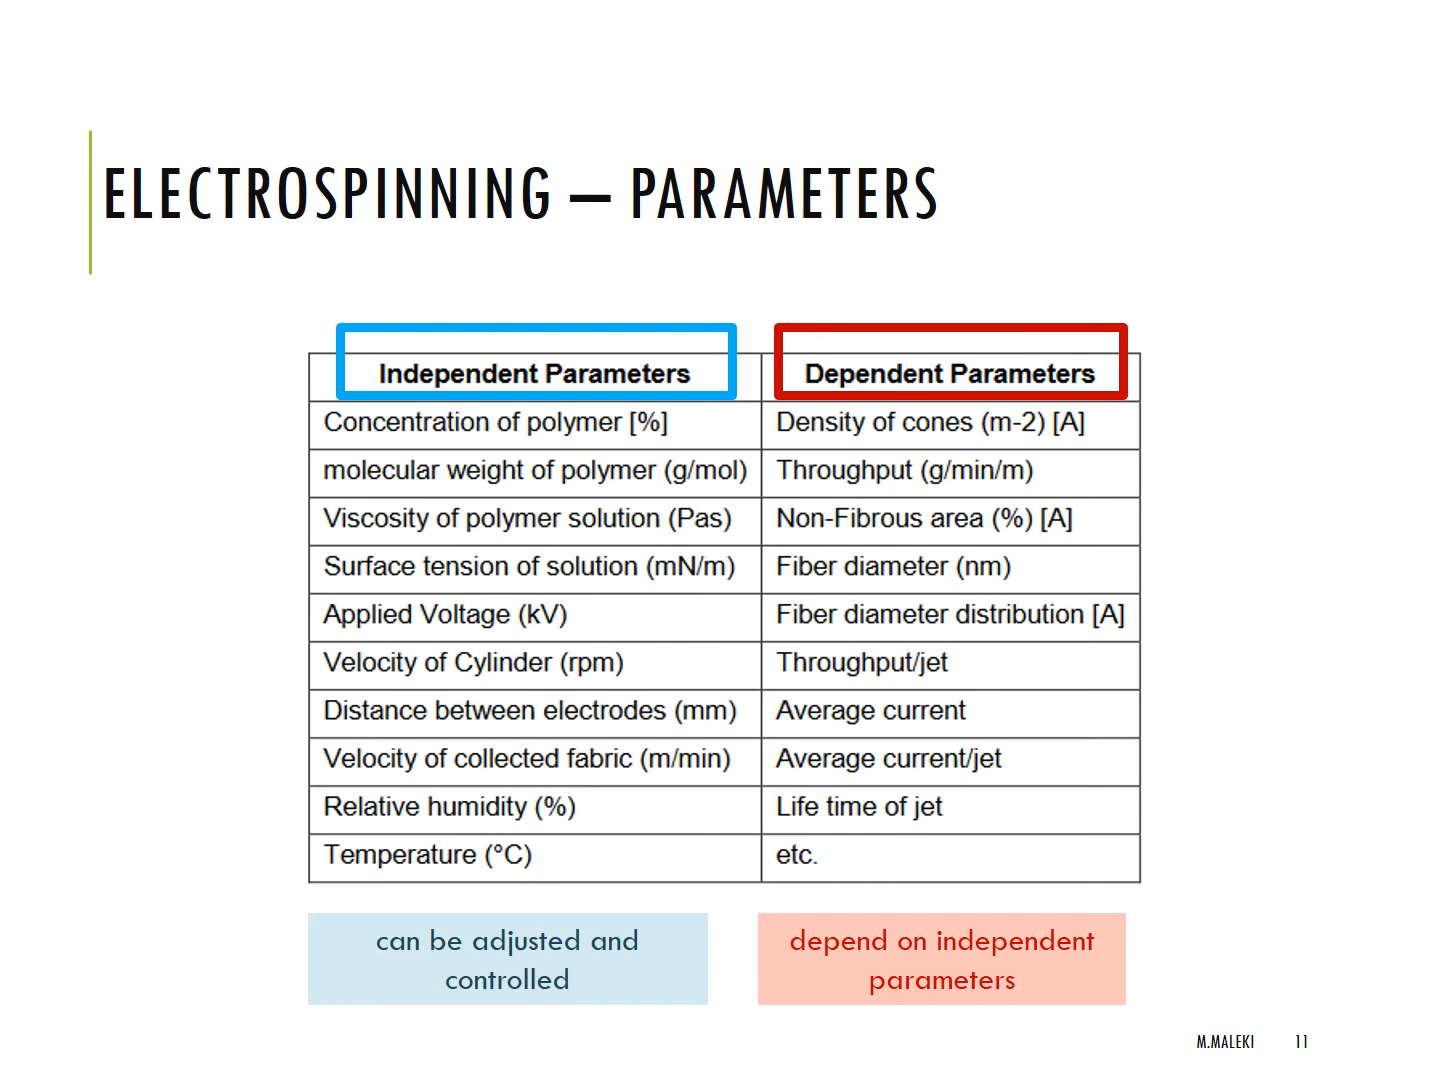 ELECTROSPINNING – PARAMETERS
Independent Parameters Dependent Parameters
Concentration of polymer [%] Density of cones (m-2) [A]
molecular weight of polymer (g/mol) Throughput (g/min/m)
Viscosity of polymer solution (Pas) Non-Fibrous area (%) [A]
Surface tension of solution (mN/m) Fiber diameter (nm)
Applied Voltage (kV) Fiber diameter distribution [A]
Velocity of Cylinder (rpm) Throughput/jet
Distance between electrodes (mm) Average current
Velocity of collected fabric (m/min) Average current/jet
Relative humidity (%) Life time of jet
Temperature (°C) etc.
can be adjusted and
controlled
depend on independent
parameters
M.MALEKI 11